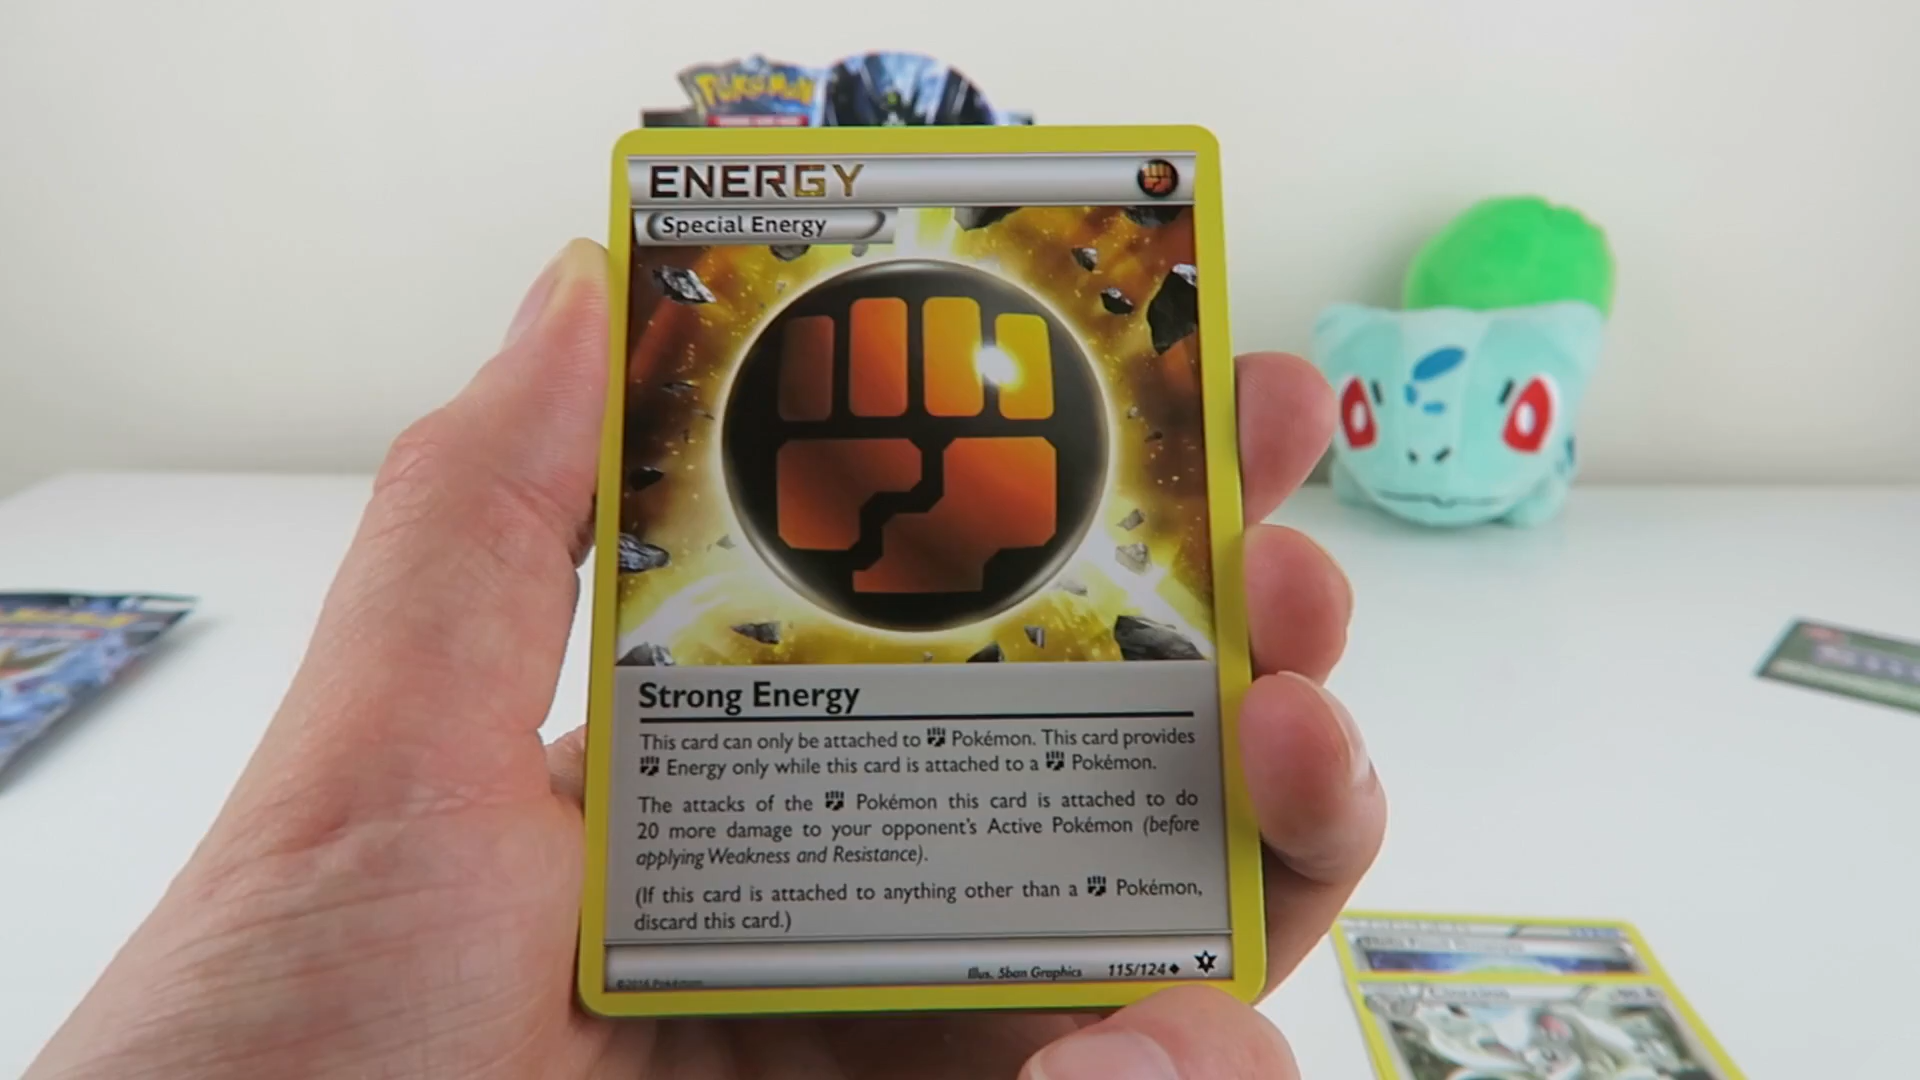 POKéMON
ENERGY
Special Energy
Strong Energy
This card can only be attached to Pokémon. This card provides
Energy only while this card is attached to a Pokémon.
The attacks of the Pokémon this card is attached to do
20 more damage to your opponent's Active Pokémon (before
applying Weakness and Resistance).
(If this card is attached to anything other than a Pokémon,
discard this card.)
©2016 Pokémon
Illus. 5ban Graphics 115/124